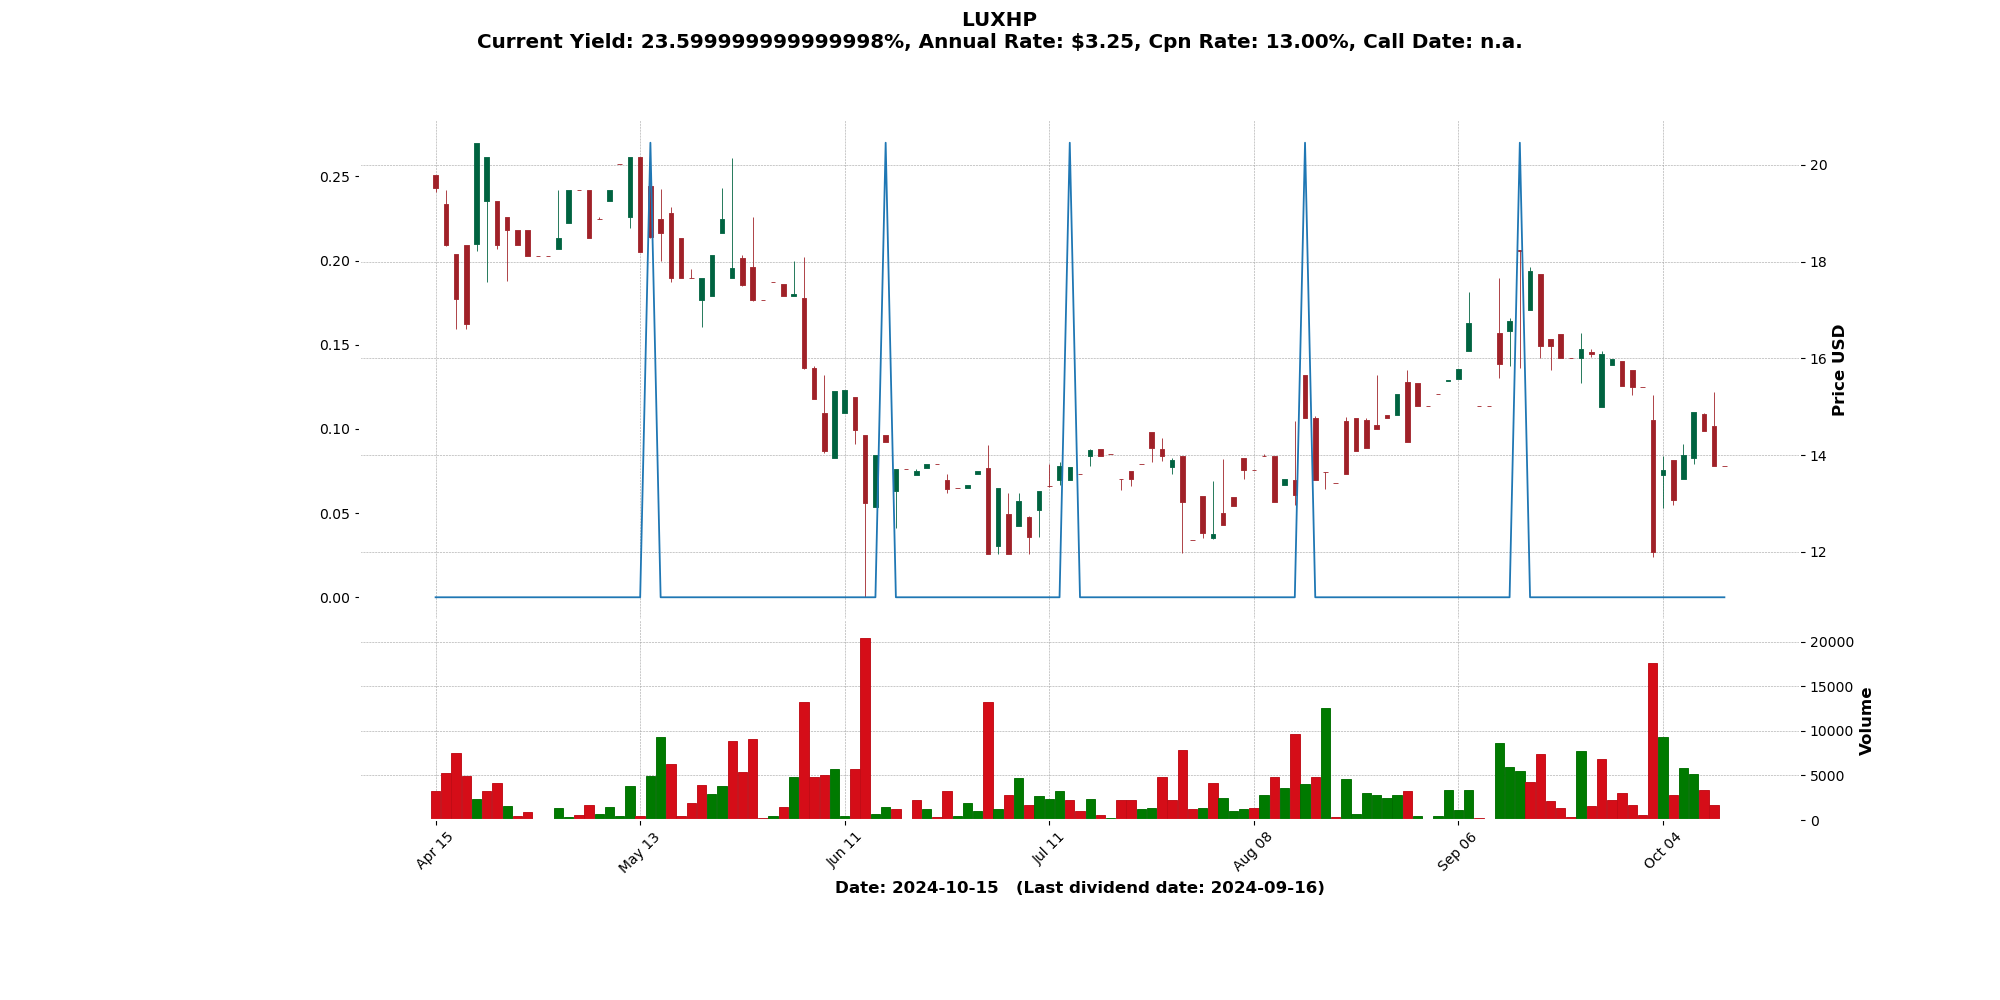 LUXHP
Current Yield: 23.599999999999998%, Annual Rate: $3.25, Cpn Rate: 13.00%, Call Date: n.a.
0.25
0.20
0.15
0.10
0.05
0.00
20
18
16
14
12
Price USD
20000
15000
10000
5000
0
Volume
Apr 15
May 13
Jun 11
Jul 11
Aug 08
Sep 06
Oct 04
Date: 2024-10-15 (Last dividend date: 2024-09-16)